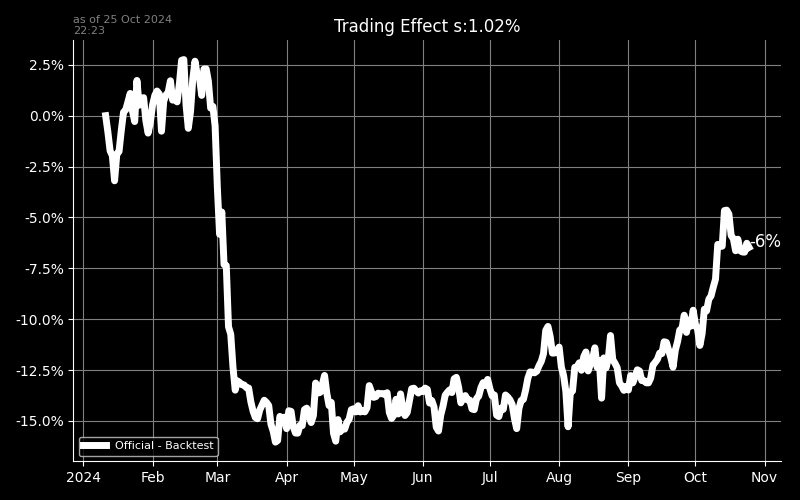 as of 25 Oct 2024
22:23
Trading Effect s:1.02%
2.5%
0.0%
-2.5%
-5.0%
-6%
-7.5%
-10.0%
-12.5%
-15.0%
Official - Backtest
2024 Feb Mar Apr May Jun Jul Aug Sep Oct Nov